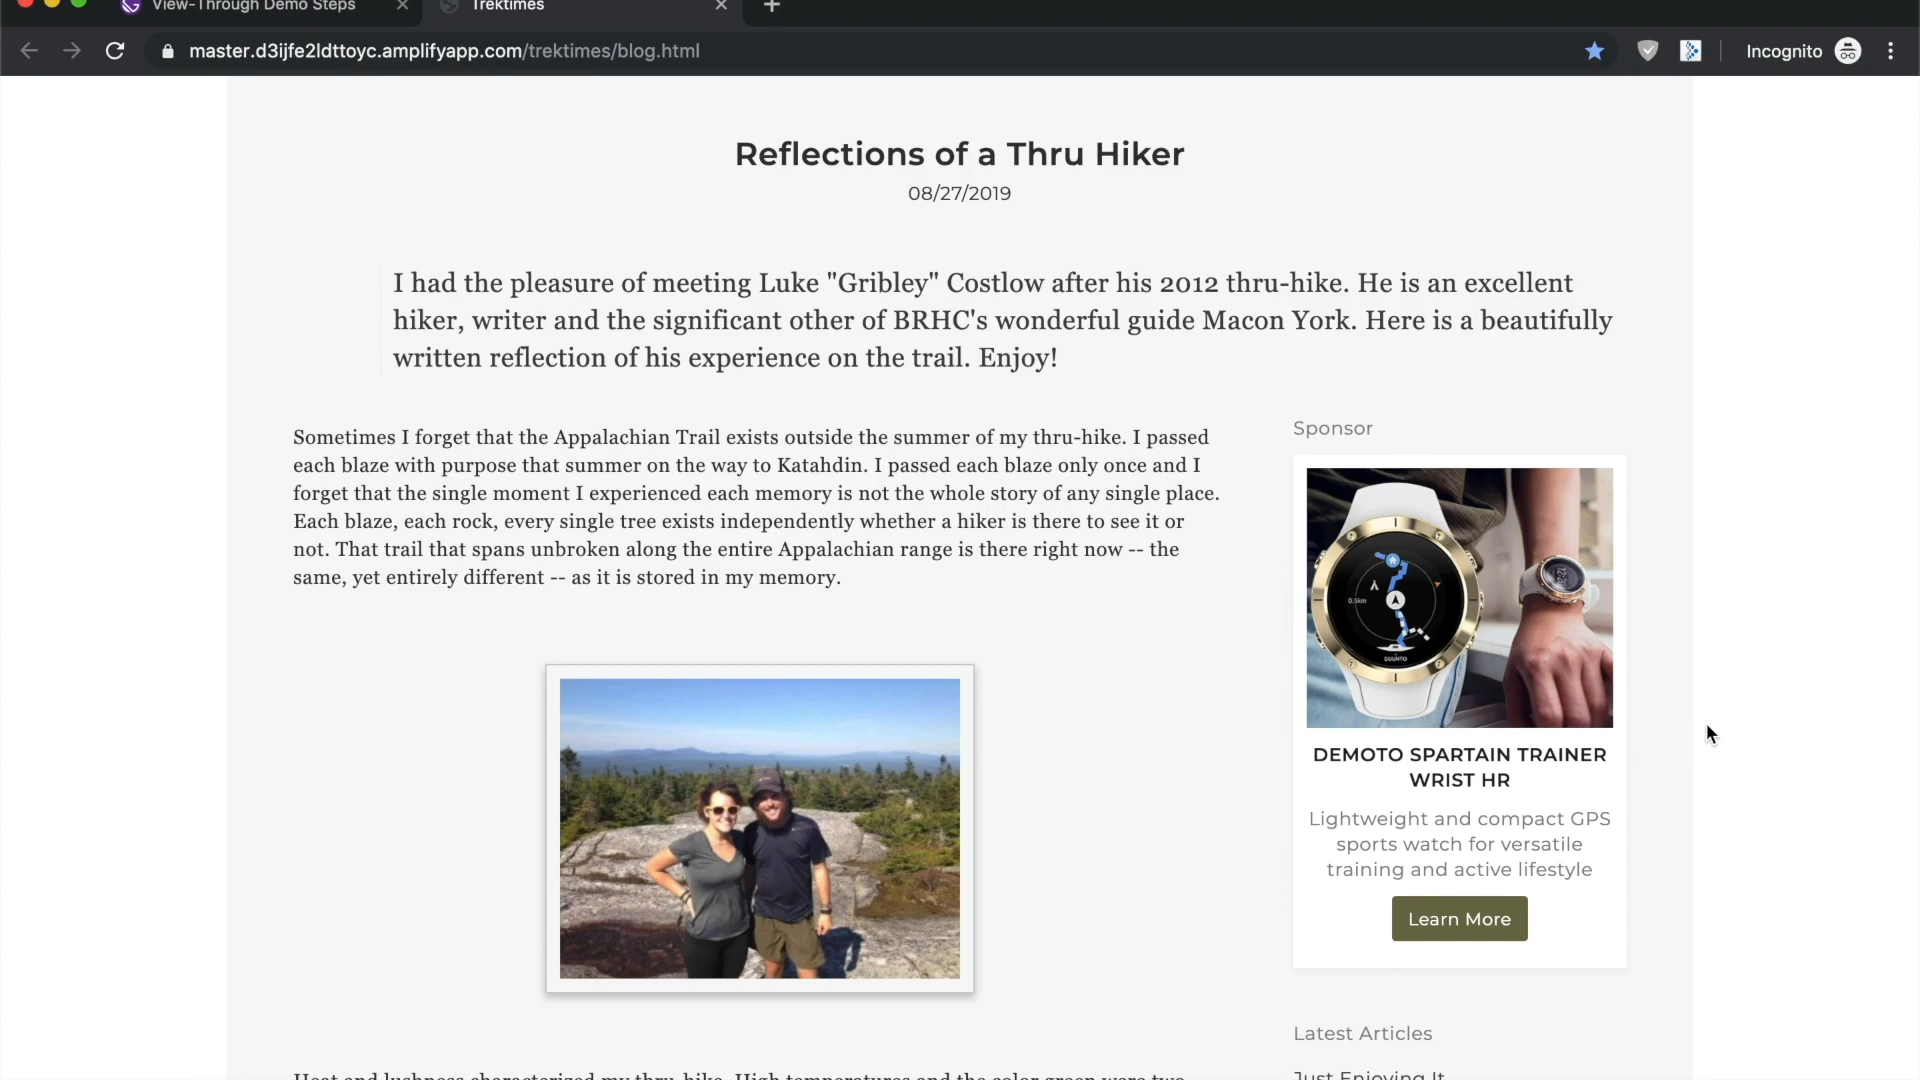 View-Through Demo Steps
Trektimes
master.d3ijfe2ldttoyc.amplifyapp.com/trektimes/blog.html
Incognito
Reflections of a Thru Hiker
08/27/2019
I had the pleasure of meeting Luke "Gribley" Costlow after his 2012 thru-hike. He is an excellent
hiker, writer and the significant other of BRHC's wonderful guide Macon York. Here is a beautifully
written reflection of his experience on the trail. Enjoy!
Sometimes I forget that the Appalachian Trail exists outside the summer of my thru-hike. I passed
each blaze with purpose that summer on the way to Katahdin. I passed each blaze only once and I
forget that the single moment I experienced each memory is not the whole story of any single place.
Each blaze, each rock, every single tree exists independently whether a hiker is there to see it or
not. That trail that spans unbroken along the entire Appalachian range is there right now -- the
same, yet entirely different -- as it is stored in my memory.
Heat and lushness characterized my thru-hike. High temperatures and the color green were two
Sponsor
0.5km
SUUNTO
DEMOTO SPARTAIN TRAINER
WRIST HR
Lightweight and compact GPS
sports watch for versatile
training and active lifestyle
Learn More
Latest Articles
Just Enjoying It